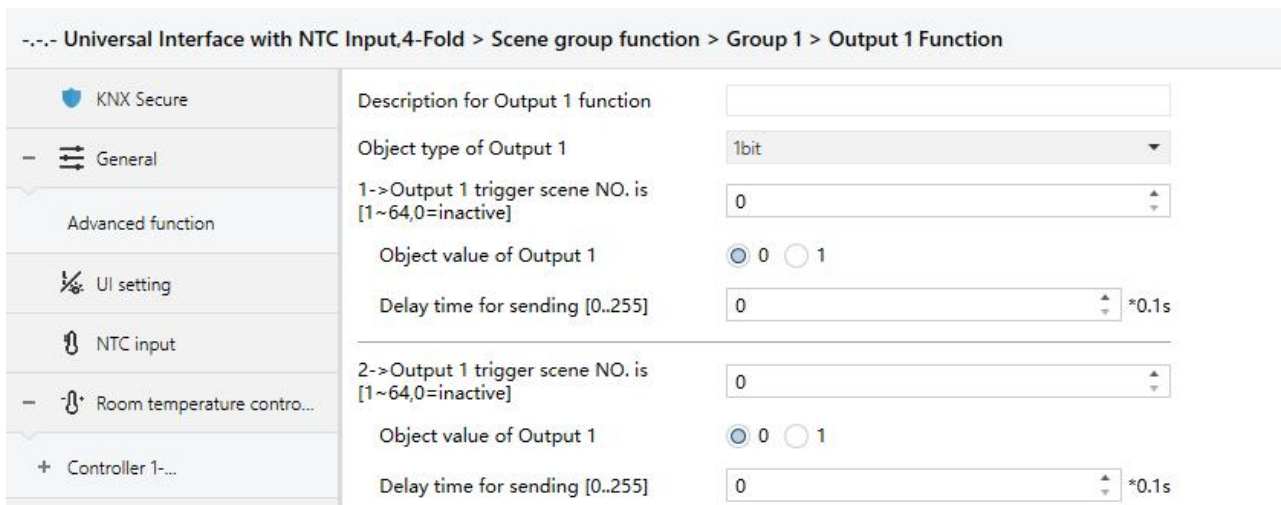 -.-.- Universal Interface with NTC Input,4-Fold > Scene group function > Group 1 > Output 1 Function
KNX Secure
General
Advanced function
UI setting
NTC input
Room temperature contro...
Controller 1-...
Description for Output 1 function
Object type of Output 1
1bit
1->Output 1 trigger scene NO. is
[1~64,0=inactive]
0
Object value of Output 1
0 1
Delay time for sending [0..255]
0
*0.1s
2->Output 1 trigger scene NO. is
[1~64,0=inactive]
0
Object value of Output 1
0 1
Delay time for sending [0..255]
0
*0.1s